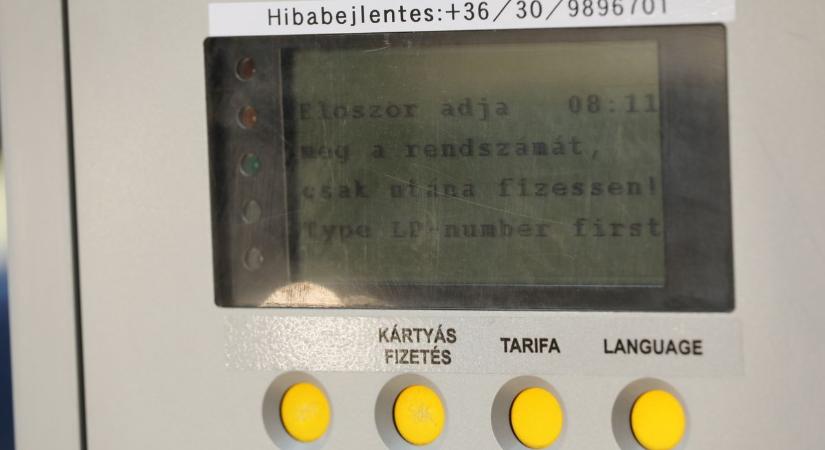 Hibabejlentes:+36/30/9896701
Eloszor adja 08:11
meg a rendszámát,
csak utána fizessen!
Type LP-number first
KÁRTYÁS
FIZETÉS
TARIFA
LANGUAGE